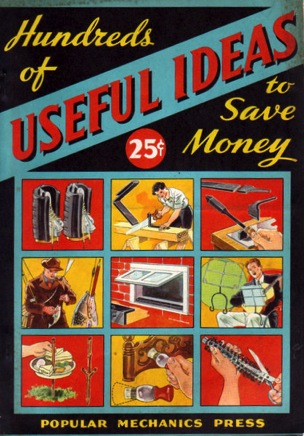 Hundreds
of
USEFUL IDEAS
to
Save
Money
25¢
POPULAR MECHANICS PRESS